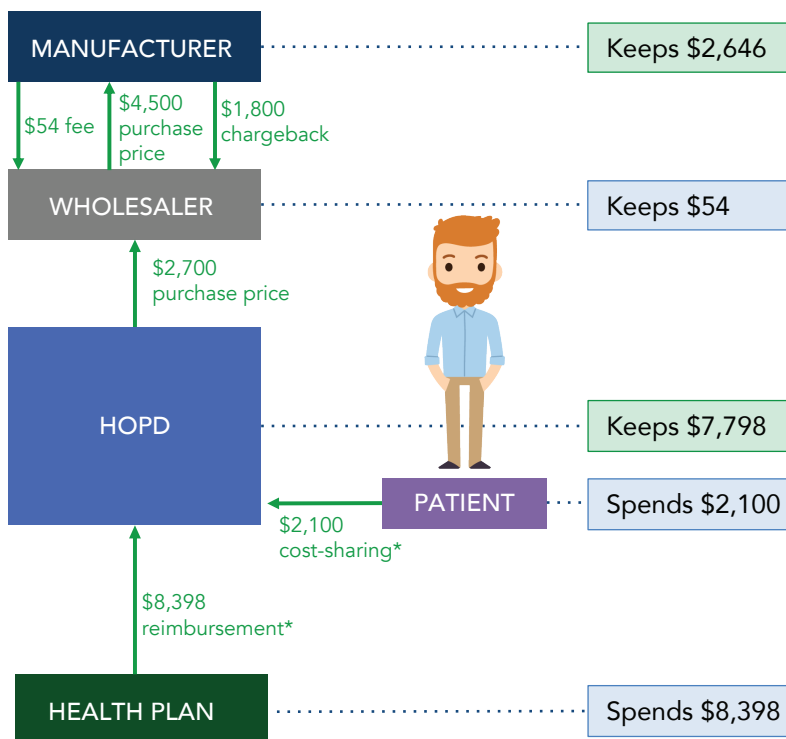 MANUFACTURER
Keeps $2,646
$54 fee
$4,500
purchase
price
$1,800
chargeback
WHOLESALER
Keeps $54
$2,700
purchase price
HOPD
Keeps $7,798
PATIENT
Spends $2,100
$2,100
cost-sharing*
$8,398
reimbursement*
HEALTH PLAN
Spends $8,398